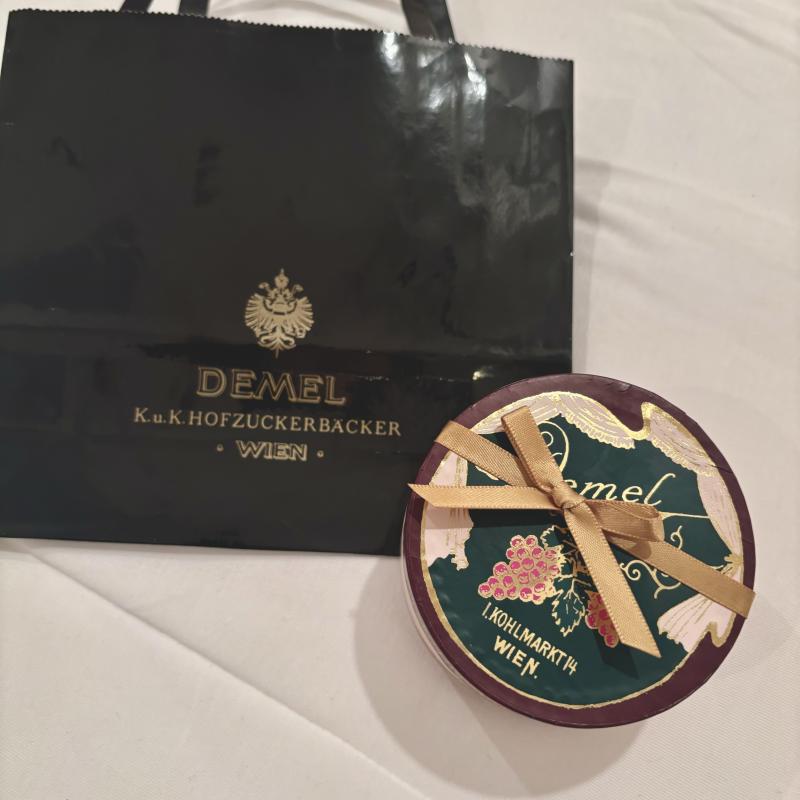 DEMEL
K.u.K.HOFZUCKERBÄCKER
· WIEN ·
Demel
I.KOHLMARKT 14
WIEN.